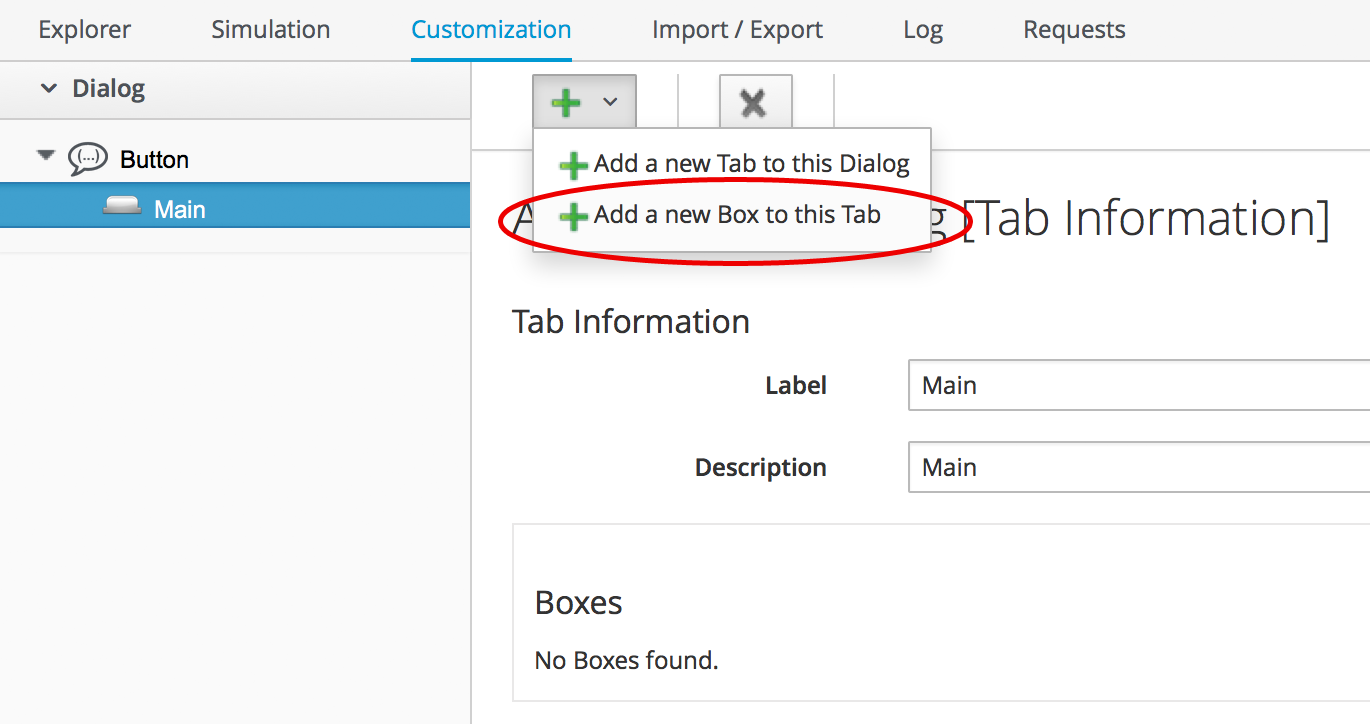 Explorer Simulation Customization Import / Export Log Requests
Dialog
Button
Main
Add a new Tab to this Dialog
Add a new Box to this Tab
[Tab Information]
Tab Information
Label Main
Description Main
Boxes
No Boxes found.